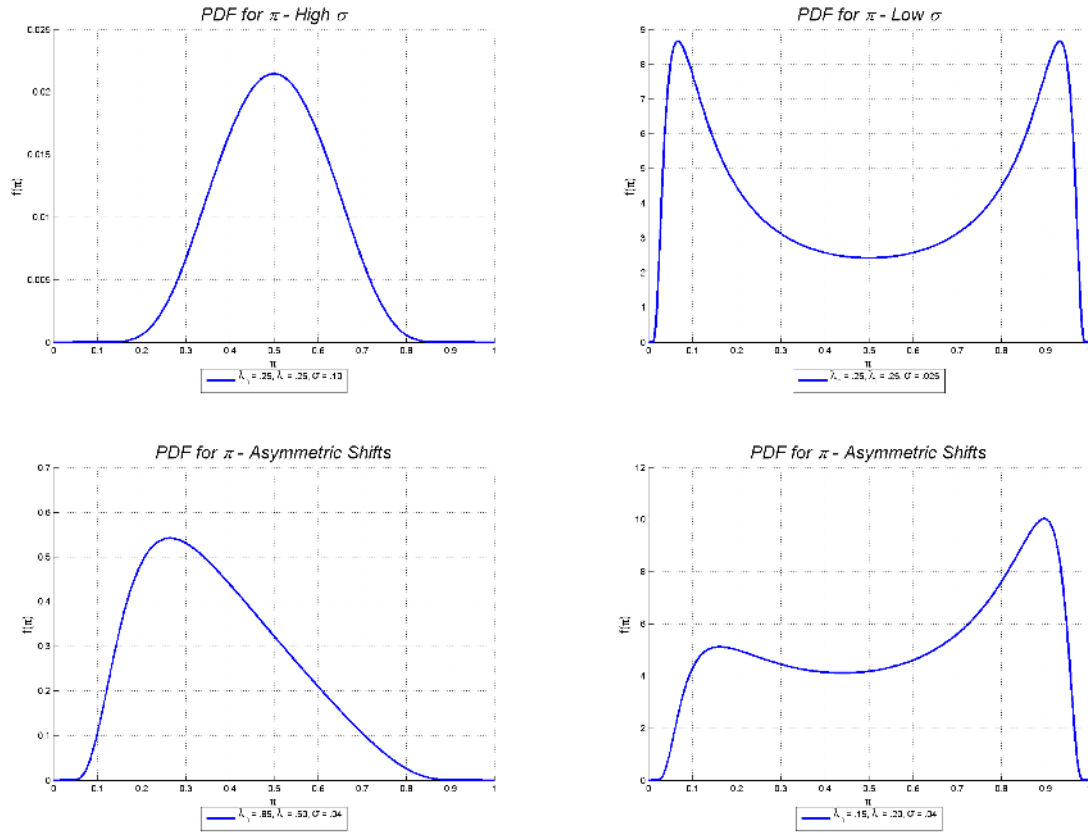 PDF for π - High σ
0.025
0.02
0.015
0.01
0.005
0
f(π)
0 0.1 0.2 0.3 0.4 0.5 0.6 0.7 0.8 0.9 1
π
PDF for π - Low σ
9
8
7
6
5
4
3
2
1
0
f(π)
0 0.1 0.2 0.3 0.4 0.5 0.6 0.7 0.8 0.9
π
PDF for π - Asymmetric Shifts
0.7
0.6
0.5
0.4
0.3
0.2
0.1
0
f(π)
0 0.1 0.2 0.3 0.4 0.5 0.6 0.7 0.8 0.9 1
π
PDF for π - Asymmetric Shifts
12
10
8
6
4
2
0
f(π)
0 0.1 0.2 0.3 0.4 0.5 0.6 0.7 0.8 0.9
π